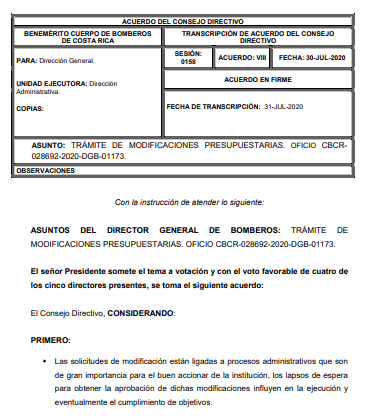 ACUERDO DEL CONSEJO DIRECTIVO
BENEMÉRITO CUERPO DE BOMBEROS
DE COSTA RICA
TRANSCRIPCIÓN DE ACUERDO DEL CONSEJO
DIRECTIVO
PARA: Dirección General.
SESIÓN:
0158
ACUERDO: VIII
FECHA: 30-JUL-2020
UNIDAD EJECUTORA: Dirección
Administrativa.
ACUERDO EN FIRME
COPIAS:
FECHA DE TRANSCRIPCIÓN: 31-JUL-2020
ASUNTO: TRÁMITE DE MODIFICACIONES PRESUPUESTARIAS. OFICIO CBCR-
028692-2020-DGB-01173.
OBSERVACIONES
Con la instrucción de atender lo siguiente:
ASUNTOS DEL DIRECTOR GENERAL DE BOMBEROS: TRÁMITE DE
MODIFICACIONES PRESUPUESTARIAS. OFICIO CBCR-028692-2020-DGB-01173.
El señor Presidente somete el tema a votación y con el voto favorable de cuatro de
los cinco directores presentes, se toma el siguiente acuerdo:
El Consejo Directivo, CONSIDERANDO:
PRIMERO:
• Las solicitudes de modificación están ligadas a procesos administrativos que son
de gran importancia para el buen accionar de la institución, los lapsos de espera
para obtener la aprobación de dichas modificaciones influyen en la ejecución y
eventualmente el cumplimiento de objetivos.